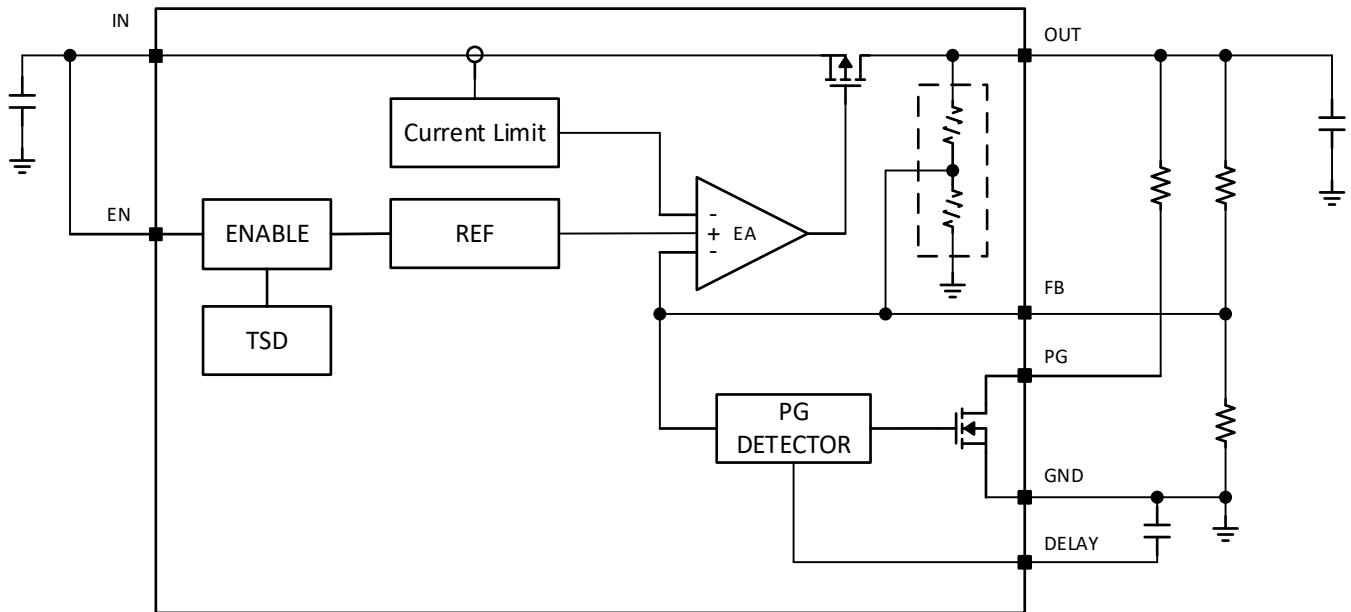 IN
OUT
Current Limit
EN
ENABLE
REF
-
+ EA
-
FB
TSD
PG
PG
DETECTOR
GND
DELAY